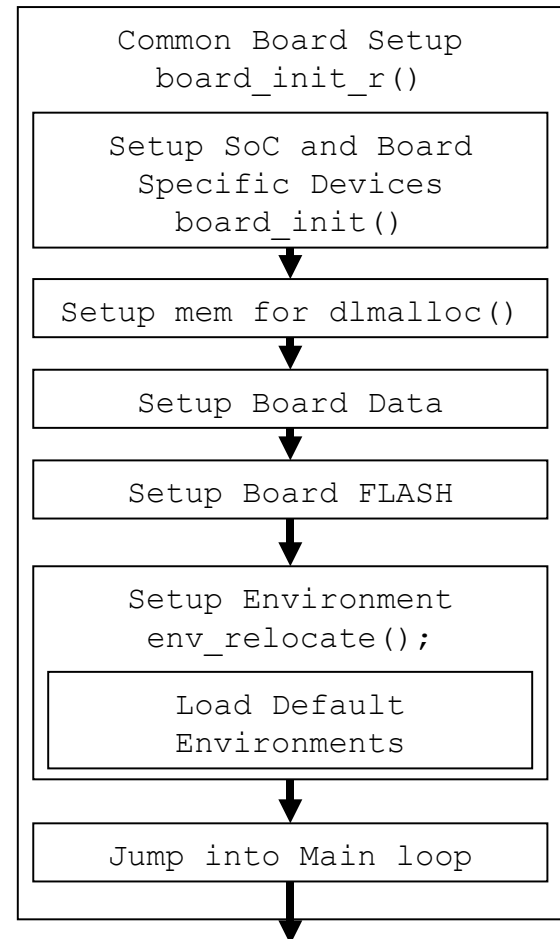 Common Board Setup
board_init_r()
Setup SoC and Board
Specific Devices
board_init()
Setup mem for dlmalloc()
Setup Board Data
Setup Board FLASH
Setup Environment
env_relocate();
Load Default
Environments
Jump into Main loop